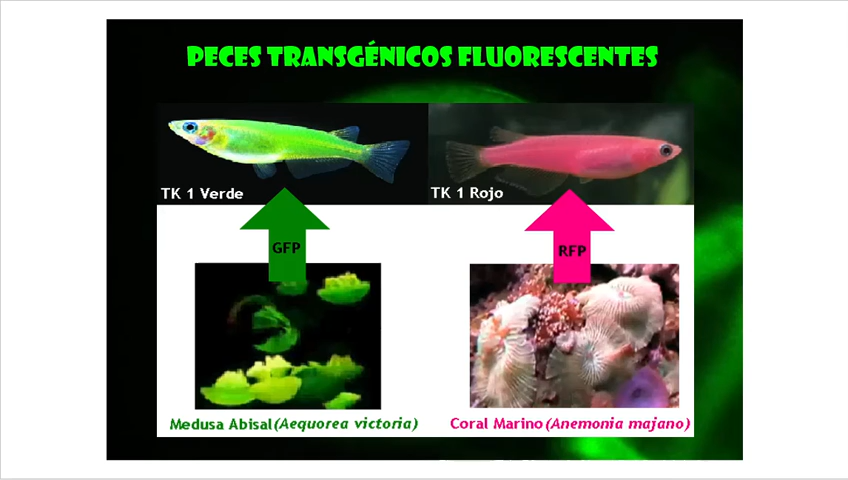 PECES TRANSGÉNICOS FLUORESCENTES
TK 1 Verde
TK 1 Rojo
GFP
RFP
Medusa Abisal (Aequorea victoria)
Coral Marino (Anemonia majano)